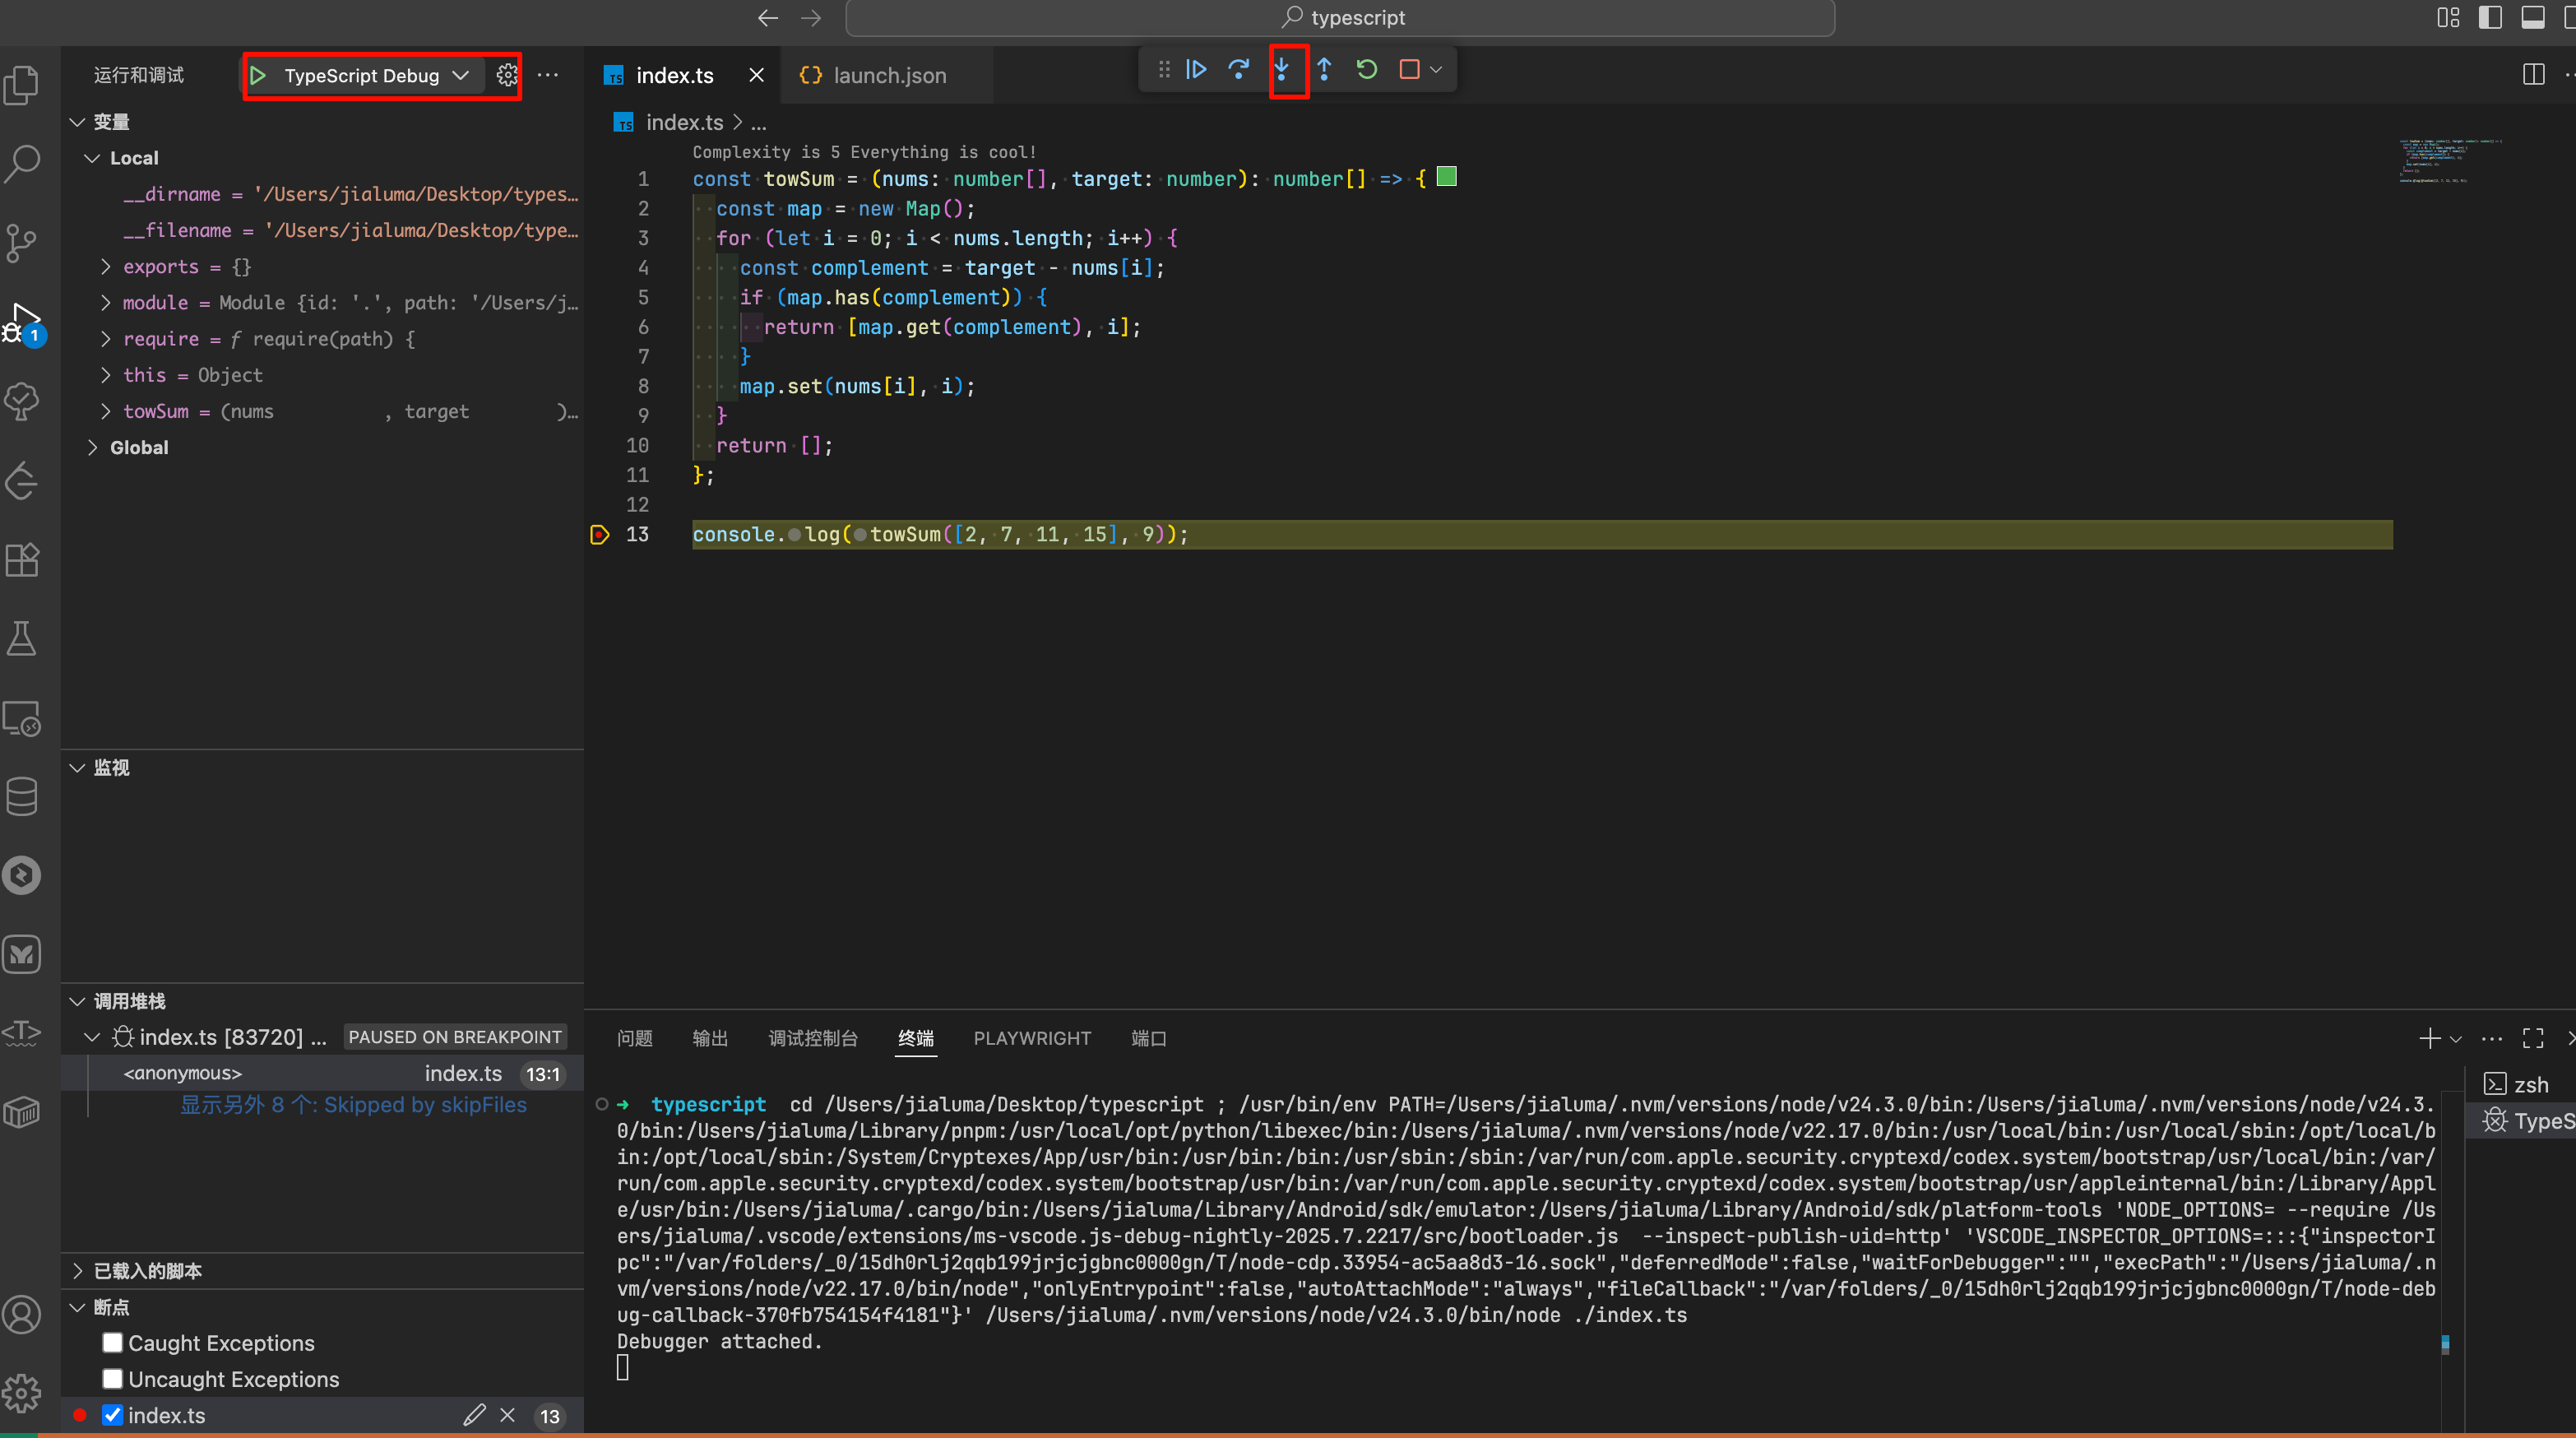 typescript
运行和调试
TypeScript Debug
变量
Local
__dirname = '/Users/jialuma/Desktop/types…
__filename = '/Users/jialuma/Desktop/type…
exports = {}
module = Module {id: '.', path: '/Users/j…
require = ƒ require(path) {
this = Object
towSum = (nums , target )…
Global
监视
调用堆栈
index.ts [83720] ... PAUSED ON BREAKPOINT
<anonymous> index.ts 13:1
显示另外 8 个: Skipped by skipFiles
已载入的脚本
断点
Caught Exceptions
Uncaught Exceptions
index.ts 13
1
TS index.ts
{} launch.json
TS index.ts > ...
Complexity is 5 Everything is cool!
1 const towSum = (nums: number[], target: number): number[] => {
2 const map = new Map();
3 for (let i = 0; i < nums.length; i++) {
4 const complement = target - nums[i];
5 if (map.has(complement)) {
6 return [map.get(complement), i];
7 }
8 map.set(nums[i], i);
9 }
10 return [];
11 };
12
13 console.log(towSum([2, 7, 11, 15], 9));
问题 输出 调试控制台 终端 PLAYWRIGHT 端口
➜ typescript cd /Users/jialuma/Desktop/typescript ; /usr/bin/env PATH=/Users/jialuma/.nvm/versions/node/v24.3.0/bin:/Users/jialuma/.nvm/versions/node/v24.3.
0/bin:/Users/jialuma/Library/pnpm:/usr/local/opt/python/libexec/bin:/Users/jialuma/.nvm/versions/node/v22.17.0/bin:/usr/local/bin:/usr/local/sbin:/opt/local/b
in:/opt/local/sbin:/System/Cryptexes/App/usr/bin:/usr/bin:/bin:/usr/sbin:/sbin:/var/run/com.apple.security.cryptexd/codex.system/bootstrap/usr/local/bin:/var/
run/com.apple.security.cryptexd/codex.system/bootstrap/usr/bin:/var/run/com.apple.security.cryptexd/codex.system/bootstrap/usr/appleinternal/bin:/Library/Appl
e/usr/bin:/Users/jialuma/.cargo/bin:/Users/jialuma/Library/Android/sdk/emulator:/Users/jialuma/Library/Android/sdk/platform-tools 'NODE_OPTIONS= --require /Us
ers/jialuma/.vscode/extensions/ms-vscode.js-debug-nightly-2025.7.2217/src/bootloader.js  --inspect-publish-uid=http' 'VSCODE_INSPECTOR_OPTIONS=:::{"inspectorI
pc":"/var/folders/_0/15dh0rlj2qqb199jrjcjgbnc0000gn/T/node-cdp.33954-ac5aa8d3-16.sock","deferredMode":false,"waitForDebugger":"","execPath":"/Users/jialuma/.n
vm/versions/node/v22.17.0/bin/node","onlyEntrypoint":false,"autoAttachMode":"always","fileCallback":"/var/folders/_0/15dh0rlj2qqb199jrjcjgbnc0000gn/T/node-deb
ug-callback-370fb754154f4181"}' /Users/jialuma/.nvm/versions/node/v24.3.0/bin/node ./index.ts
Debugger attached.
zsh
TypeS